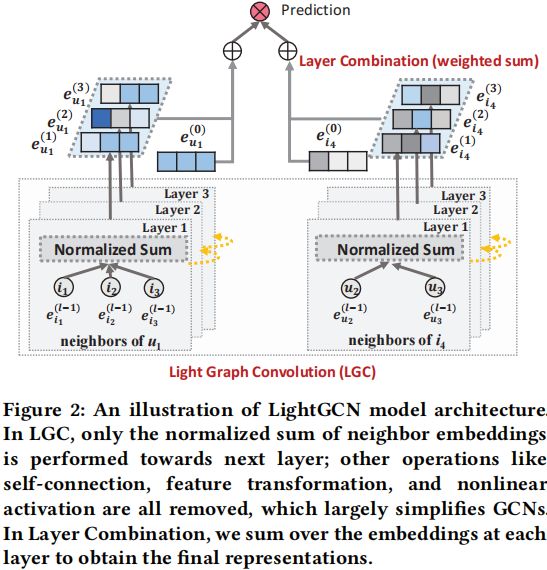 Prediction
Layer Combination (weighted sum)
e_{u_1}^{(3)}
e_{u_1}^{(2)}
e_{u_1}^{(1)}
e_{u_1}^{(0)}
e_{i_4}^{(0)}
e_{i_4}^{(3)}
e_{i_4}^{(2)}
e_{i_4}^{(1)}
Layer 3
Layer 2
Layer 1
Normalized Sum
i_1 i_2 i_3
e_{i_1}^{(l-1)} e_{i_2}^{(l-1)} e_{i_3}^{(l-1)}
neighbors of u_1
Layer 3
Layer 2
Layer 1
Normalized Sum
u_2 u_3
e_{u_2}^{(l-1)} e_{u_3}^{(l-1)}
neighbors of i_4
Light Graph Convolution (LGC)
Figure 2: An illustration of LightGCN model architecture.
In LGC, only the normalized sum of neighbor embeddings
is performed towards next layer; other operations like
self-connection, feature transformation, and nonlinear
activation are all removed, which largely simplifies GCNs.
In Layer Combination, we sum over the embeddings at each
layer to obtain the final representations.